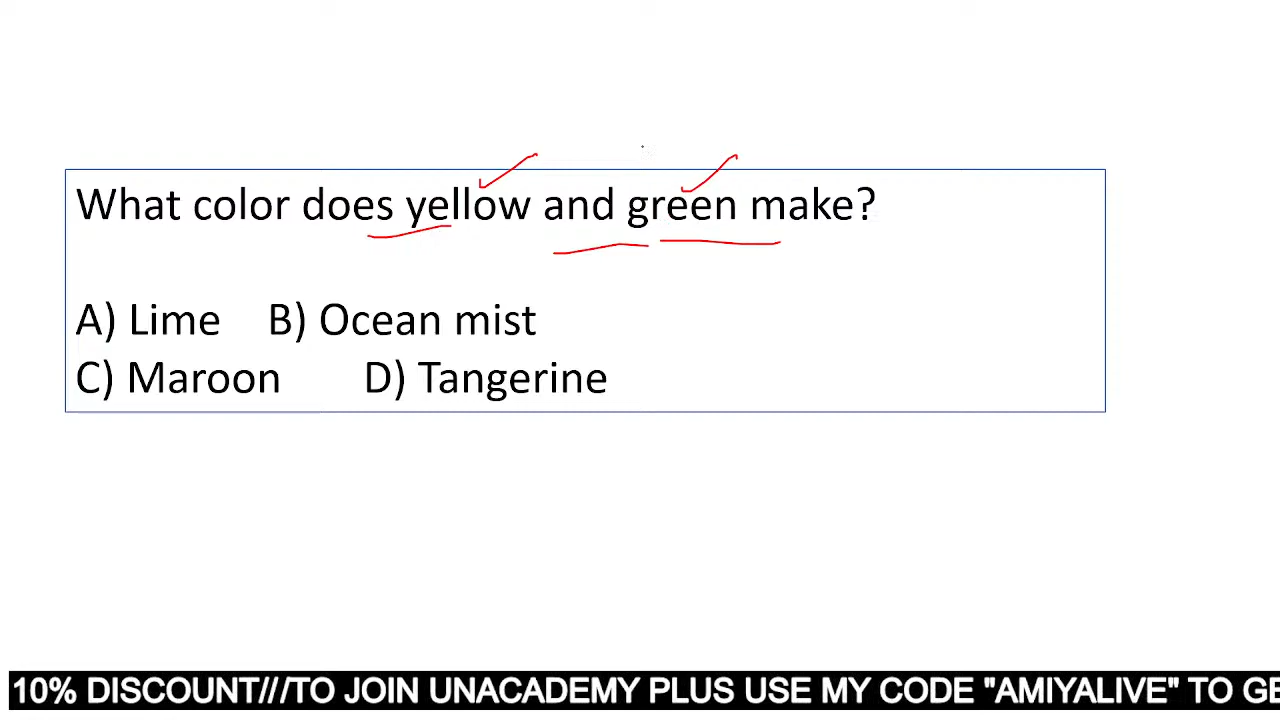 What color does yellow and green make?
A) Lime B) Ocean mist
C) Maroon D) Tangerine
10% DISCOUNT///TO JOIN UNACADEMY PLUS USE MY CODE "AMIYALIVE" TO GE